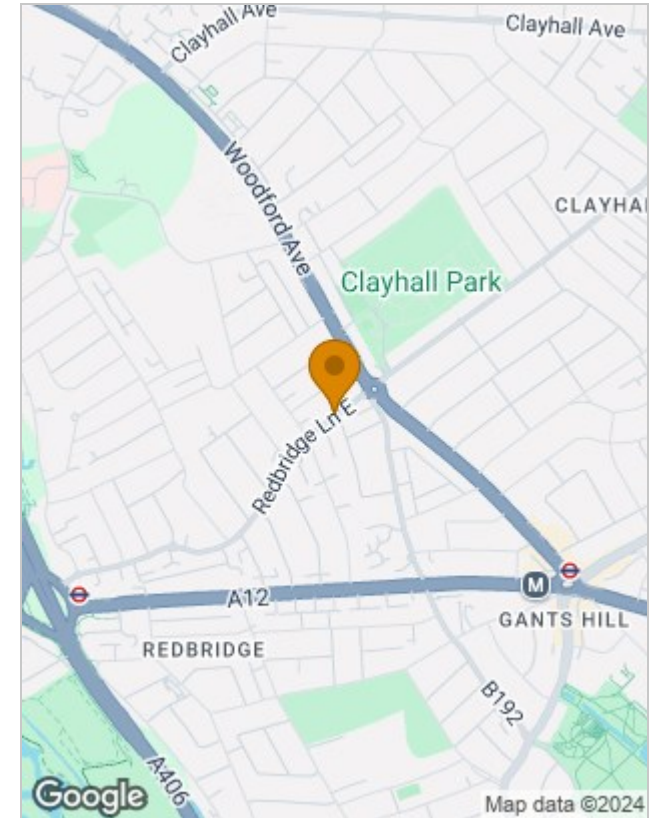 Clayhall Ave
Clayhall Ave
Woodford Ave
CLAYHAI
Clayhall Park
Redbridge Ln E
A12
M
GANTS HILL
REDBRIDGE
B192
A406
Google
Map data ©2024